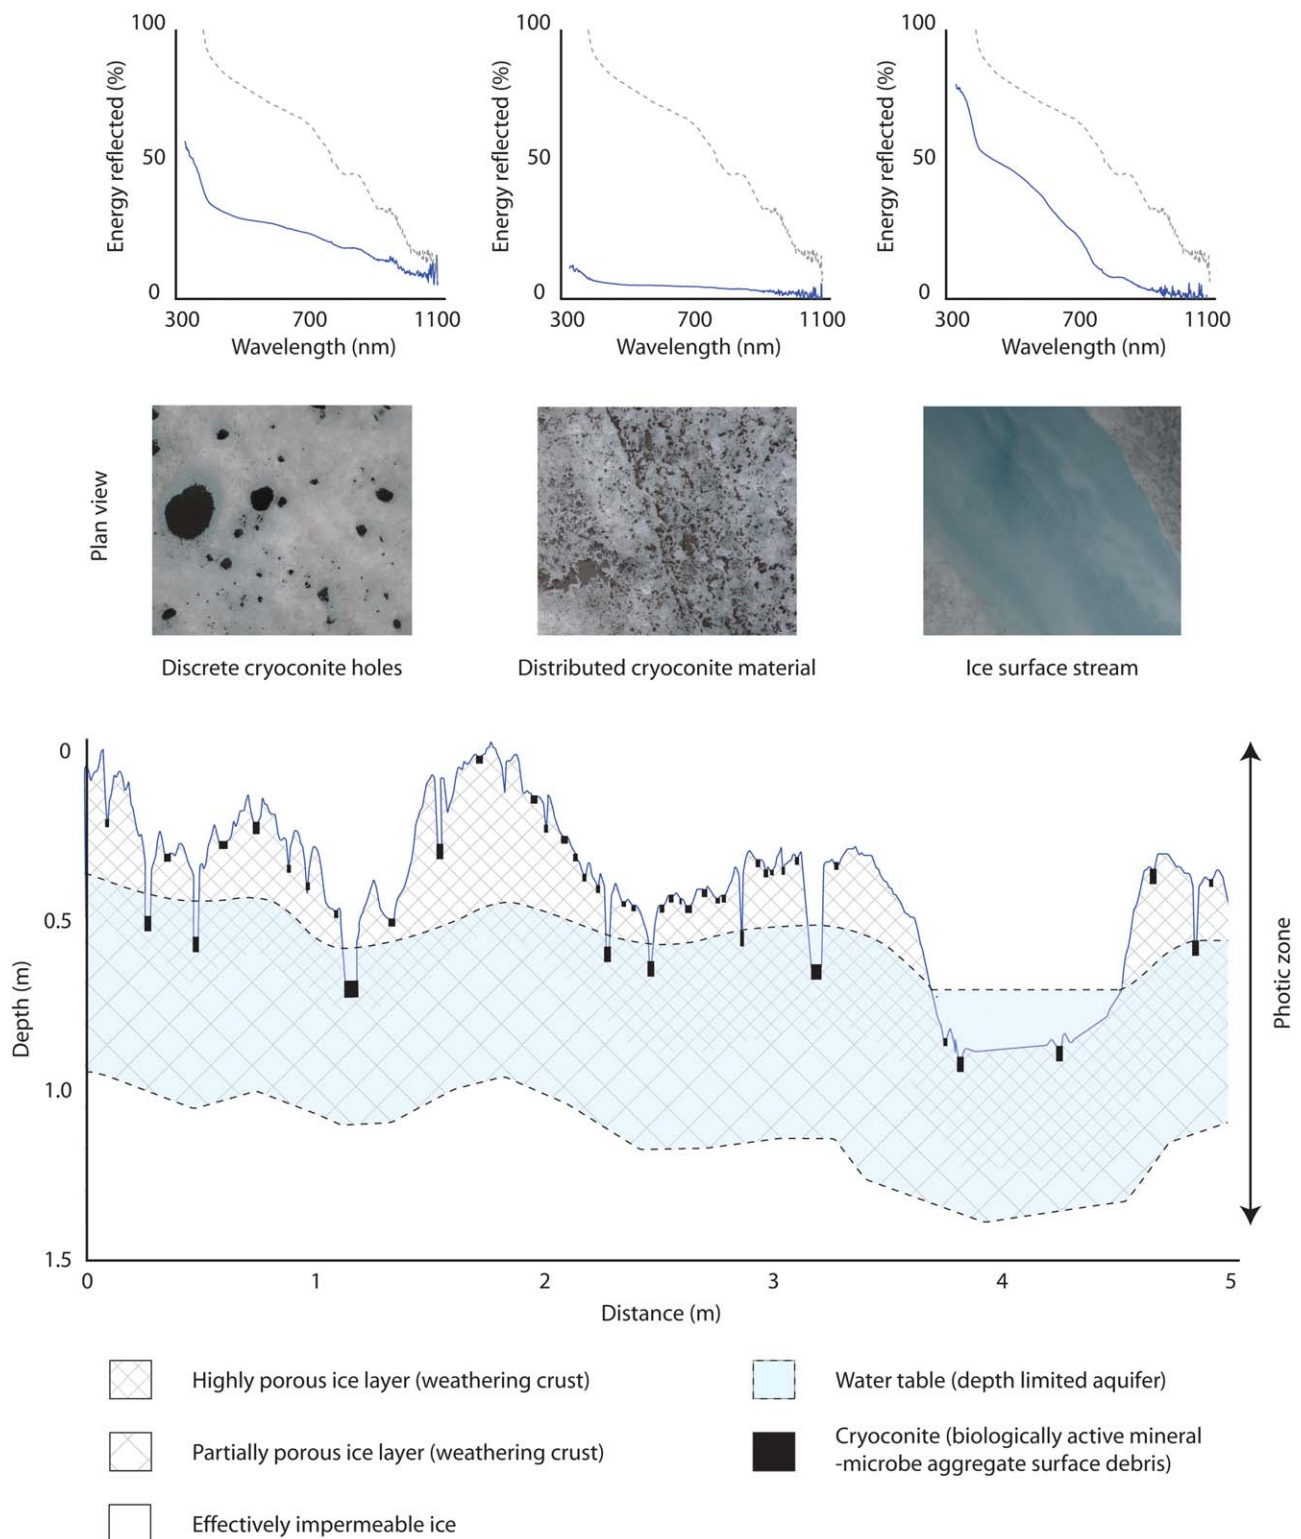 100
Energy reflected (%)
50
0
300 700 1100
Wavelength (nm)
100
Energy reflected (%)
50
0
300 700 1100
Wavelength (nm)
100
Energy reflected (%)
50
0
300 700 1100
Wavelength (nm)
Plan view
Discrete cryoconite holes
Distributed cryoconite material
Ice surface stream
0
0.5
1.0
1.5
Depth (m)
Photic zone
0 1 2 3 4 5
Distance (m)
Highly porous ice layer (weathering crust)
Partially porous ice layer (weathering crust)
Effectively impermeable ice
Water table (depth limited aquifer)
Cryoconite (biologically active mineral
-microbe aggregate surface debris)